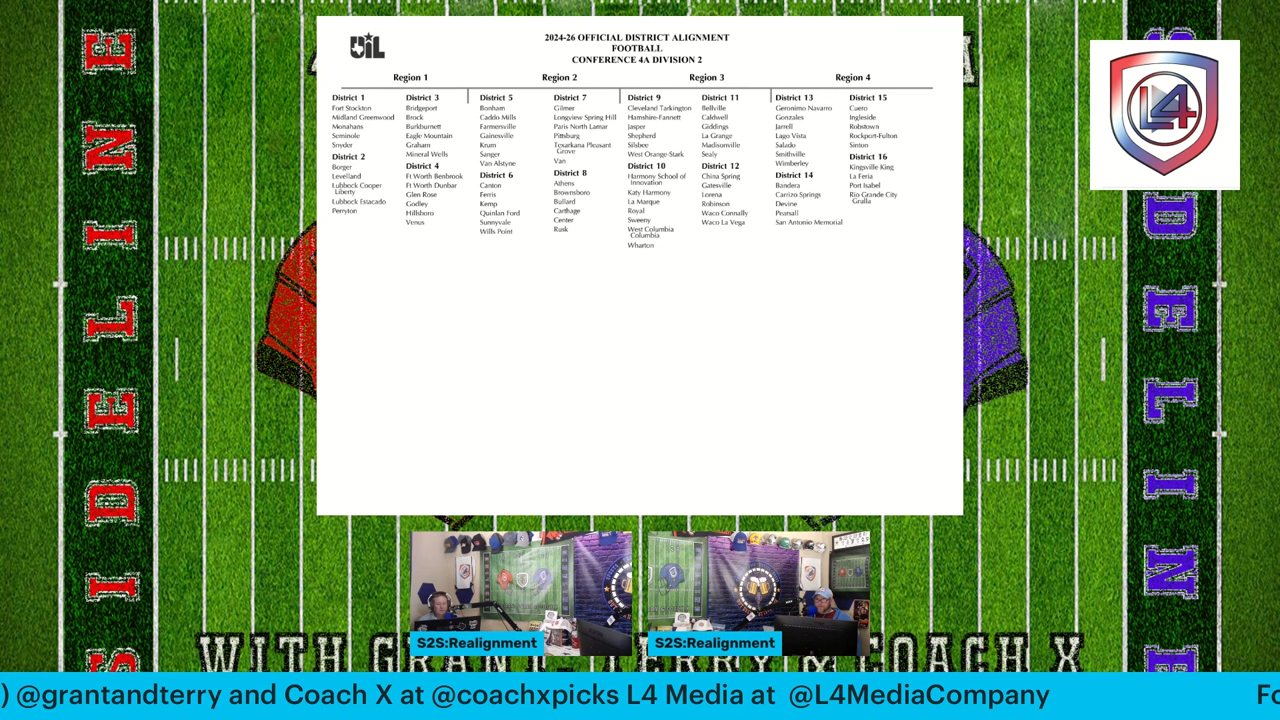 UIL
2024-26 OFFICIAL DISTRICT ALIGNMENT
FOOTBALL
CONFERENCE 4A DIVISION 2
Region 1
Region 2
Region 3
Region 4
District 1
Fort Stockton
Midland Greenwood
Monahans
Seminole
Snyder
District 2
Borger
Levelland
Lubbock Cooper
Liberty
Lubbock Estacado
Perryton
District 3
Bridgeport
Brock
Burkburnett
Eagle Mountain
Graham
Mineral Wells
District 4
Ft Worth Benbrook
Ft Worth Dunbar
Glen Rose
Godley
Hillsboro
Venus
District 5
Bonham
Caddo Mills
Farmersville
Gainesville
Krum
Sanger
Van Alstyne
District 6
Canton
Ferris
Kemp
Quinlan Ford
Sunnyvale
Wills Point
District 7
Gilmer
Longview Spring Hill
Paris North Lamar
Pittsburg
Texarkana Pleasant
Grove
Van
District 8
Athens
Brownsboro
Bullard
Carthage
Center
Rusk
District 9
Cleveland Tarkington
Hamshire-Fannett
Jasper
Shepherd
Silsbee
West Orange-Stark
District 10
Harmony School of
Innovation
Katy Harmony
La Marque
Royal
Sweeny
West Columbia
Columbia
Wharton
District 11
Bellville
Caldwell
Giddings
La Grange
Madisonville
Sealy
District 12
China Spring
Gatesville
Lorena
Robinson
Waco Connally
Waco La Vega
District 13
Geronimo Navarro
Gonzales
Jarrell
Lago Vista
Salado
Smithville
Wimberley
District 14
Bandera
Carrizo Springs
Devine
Pearsall
San Antonio Memorial
District 15
Cuero
Ingleside
Robstown
Rockport-Fulton
Sinton
District 16
Kingsville King
La Feria
Port Isabel
Rio Grande City
Grulla
L4
SIDELINE
SIDELINE
S2S:Realignment
S2S:Realignment
WITH GRANT, TERRY & COACH X
) @grantandterry and Coach X at @coachxpicks L4 Media at @L4MediaCompany
Fo